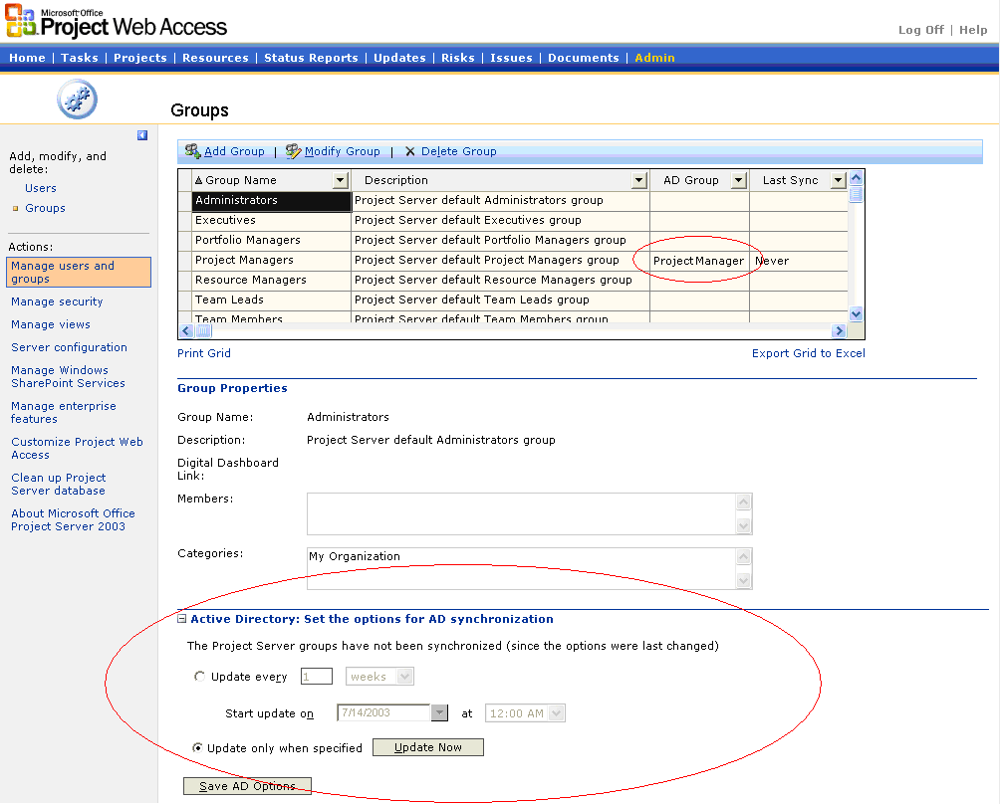 Microsoft Office
Project Web Access
Log Off | Help
Home | Tasks | Projects | Resources | Status Reports | Updates | Risks | Issues | Documents | Admin
Groups
Add, modify, and
delete:
Users
Groups
Actions:
Manage users and
groups
Manage security
Manage views
Server configuration
Manage Windows
SharePoint Services
Manage enterprise
features
Customize Project Web
Access
Clean up Project
Server database
About Microsoft Office
Project Server 2003
Add Group | Modify Group | Delete Group
Group Name Description AD Group Last Sync
Administrators Project Server default Administrators group
Executives Project Server default Executives group
Portfolio Managers Project Server default Portfolio Managers group
Project Managers Project Server default Project Managers group ProjectManager Never
Resource Managers Project Server default Resource Managers group
Team Leads Project Server default Team Leads group
Team Members Project Server default Team Members group
Print Grid Export Grid to Excel
Group Properties
Group Name: Administrators
Description: Project Server default Administrators group
Digital Dashboard
Link:
Members:
Categories: My Organization
Active Directory: Set the options for AD synchronization
The Project Server groups have not been synchronized (since the options were last changed)
Update every 1 weeks
Start update on 7/14/2003 at 12:00 AM
Update only when specified Update Now
Save AD Options